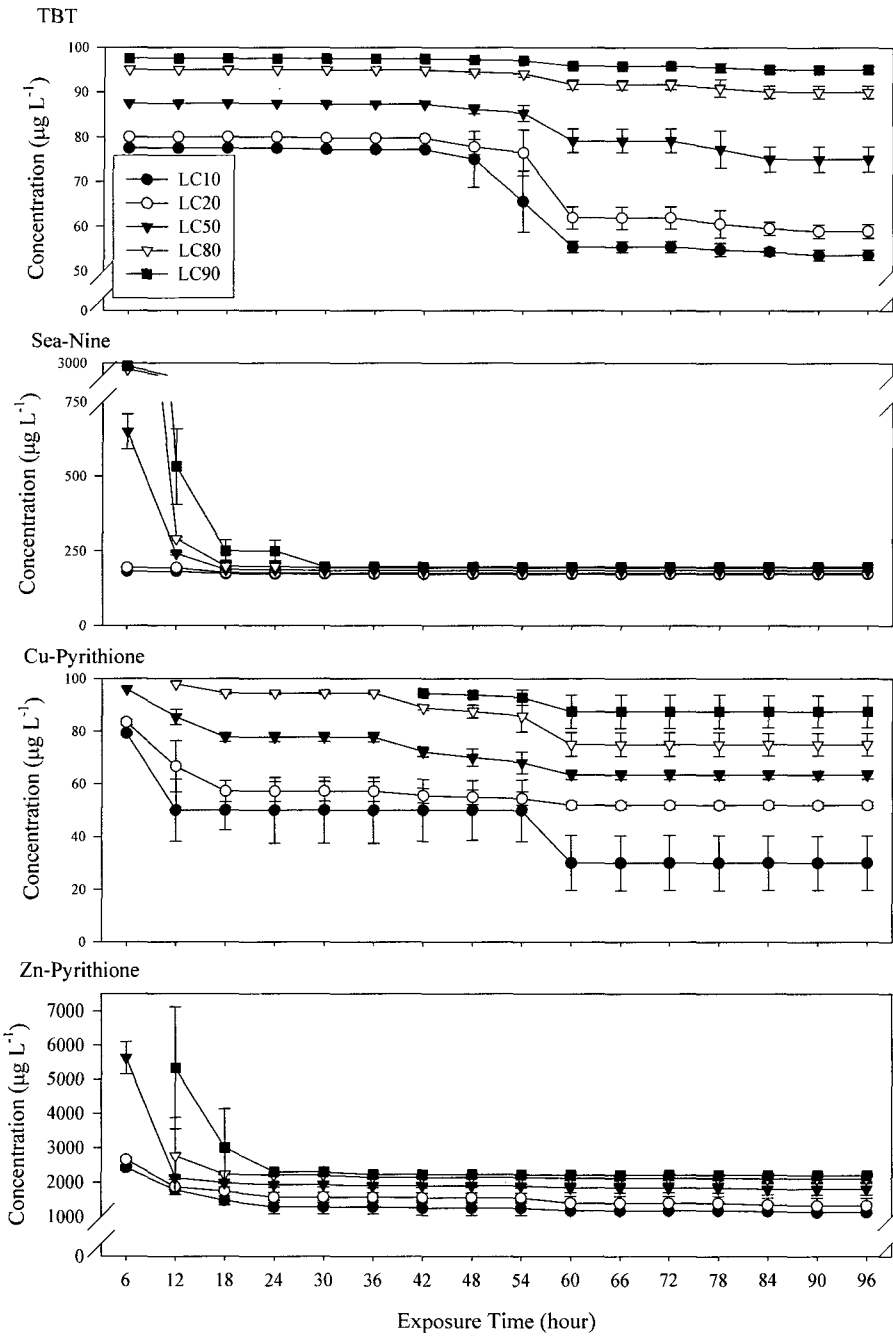 TBT
Concentration (µg L⁻¹)
100
90
80
70
60
50
0
LC10
LC20
LC50
LC80
LC90
Sea-Nine
Concentration (µg L⁻¹)
3000
750
500
250
0
Cu-Pyrithione
Concentration (µg L⁻¹)
100
80
60
40
20
0
Zn-Pyrithione
Concentration (µg L⁻¹)
7000
6000
5000
4000
3000
2000
1000
0
6 12 18 24 30 36 42 48 54 60 66 72 78 84 90 96
Exposure Time (hour)